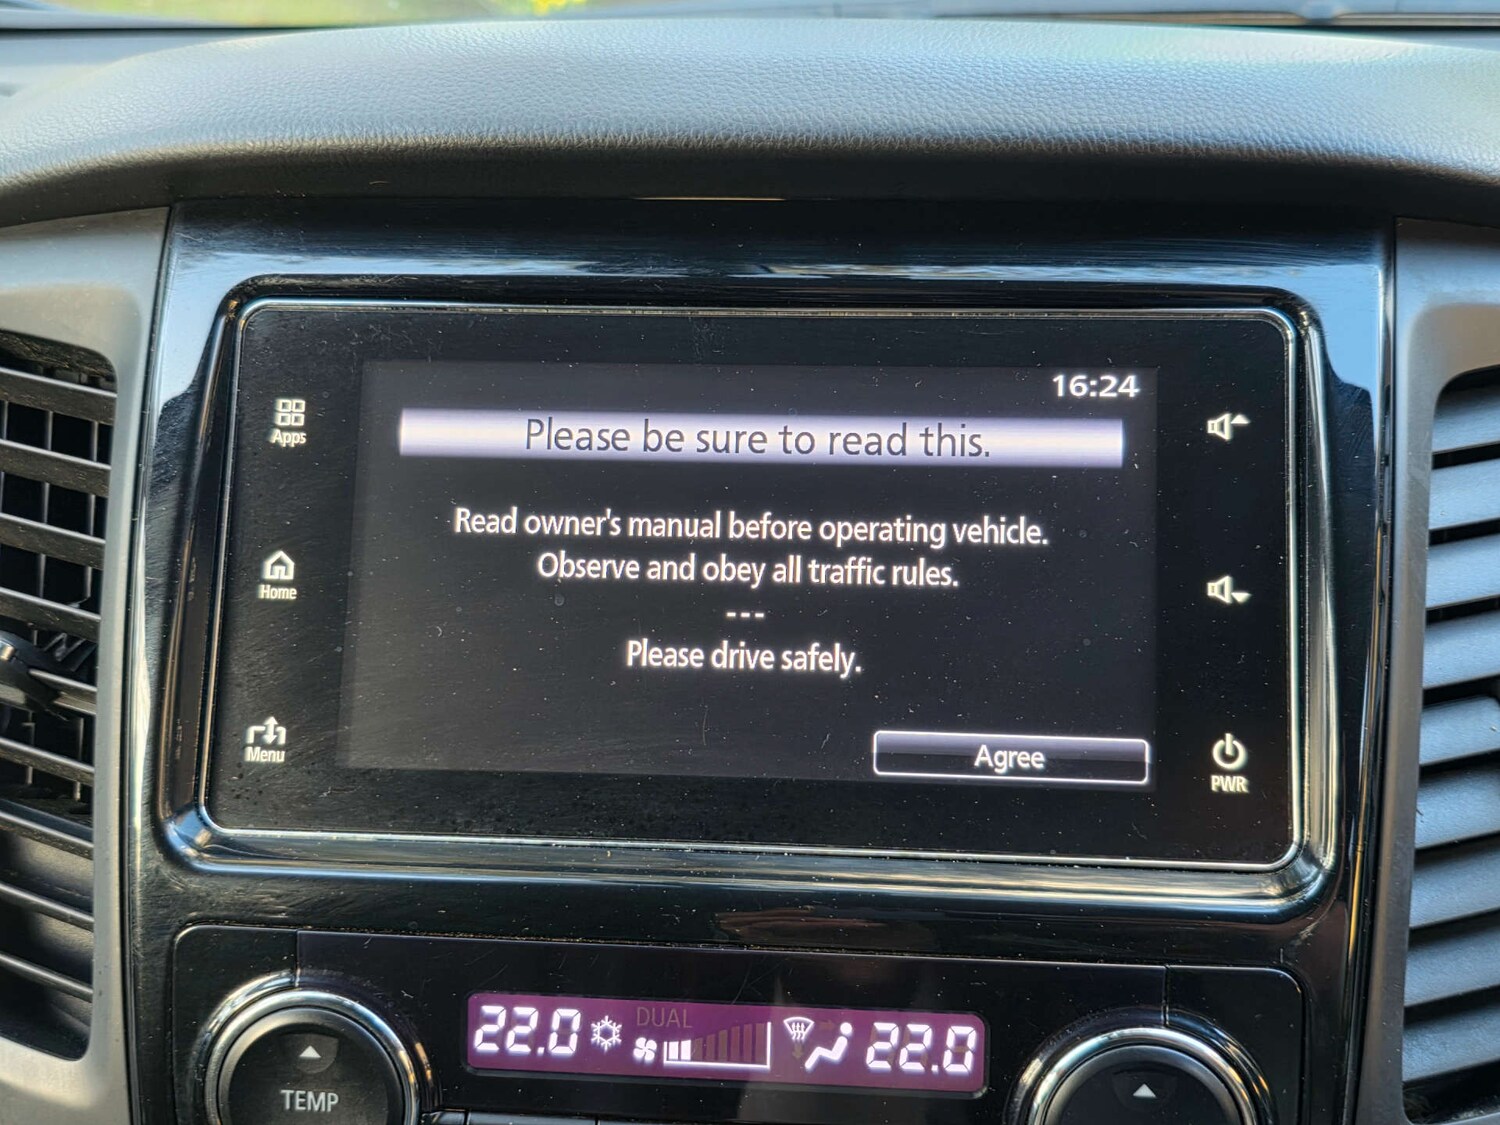 16:24
Please be sure to read this.
Read owner's manual before operating vehicle.
Observe and obey all traffic rules.
---
Please drive safely.
Agree
Apps
Home
Menu
PWR
22.0 DUAL 22.0
TEMP